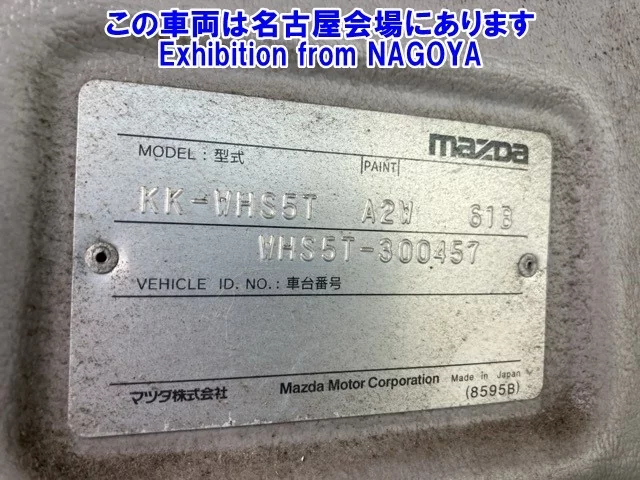 この車両は名古屋会場にあります
Exhibition from NAGOYA
mazda
MODEL : 型式 PAINT
KK-WHS5T A2W 61B
WHS5T-300457
VEHICLE ID. NO. : 車台番号
マツダ株式会社 Mazda Motor Corporation Made in Japan
(8595B)